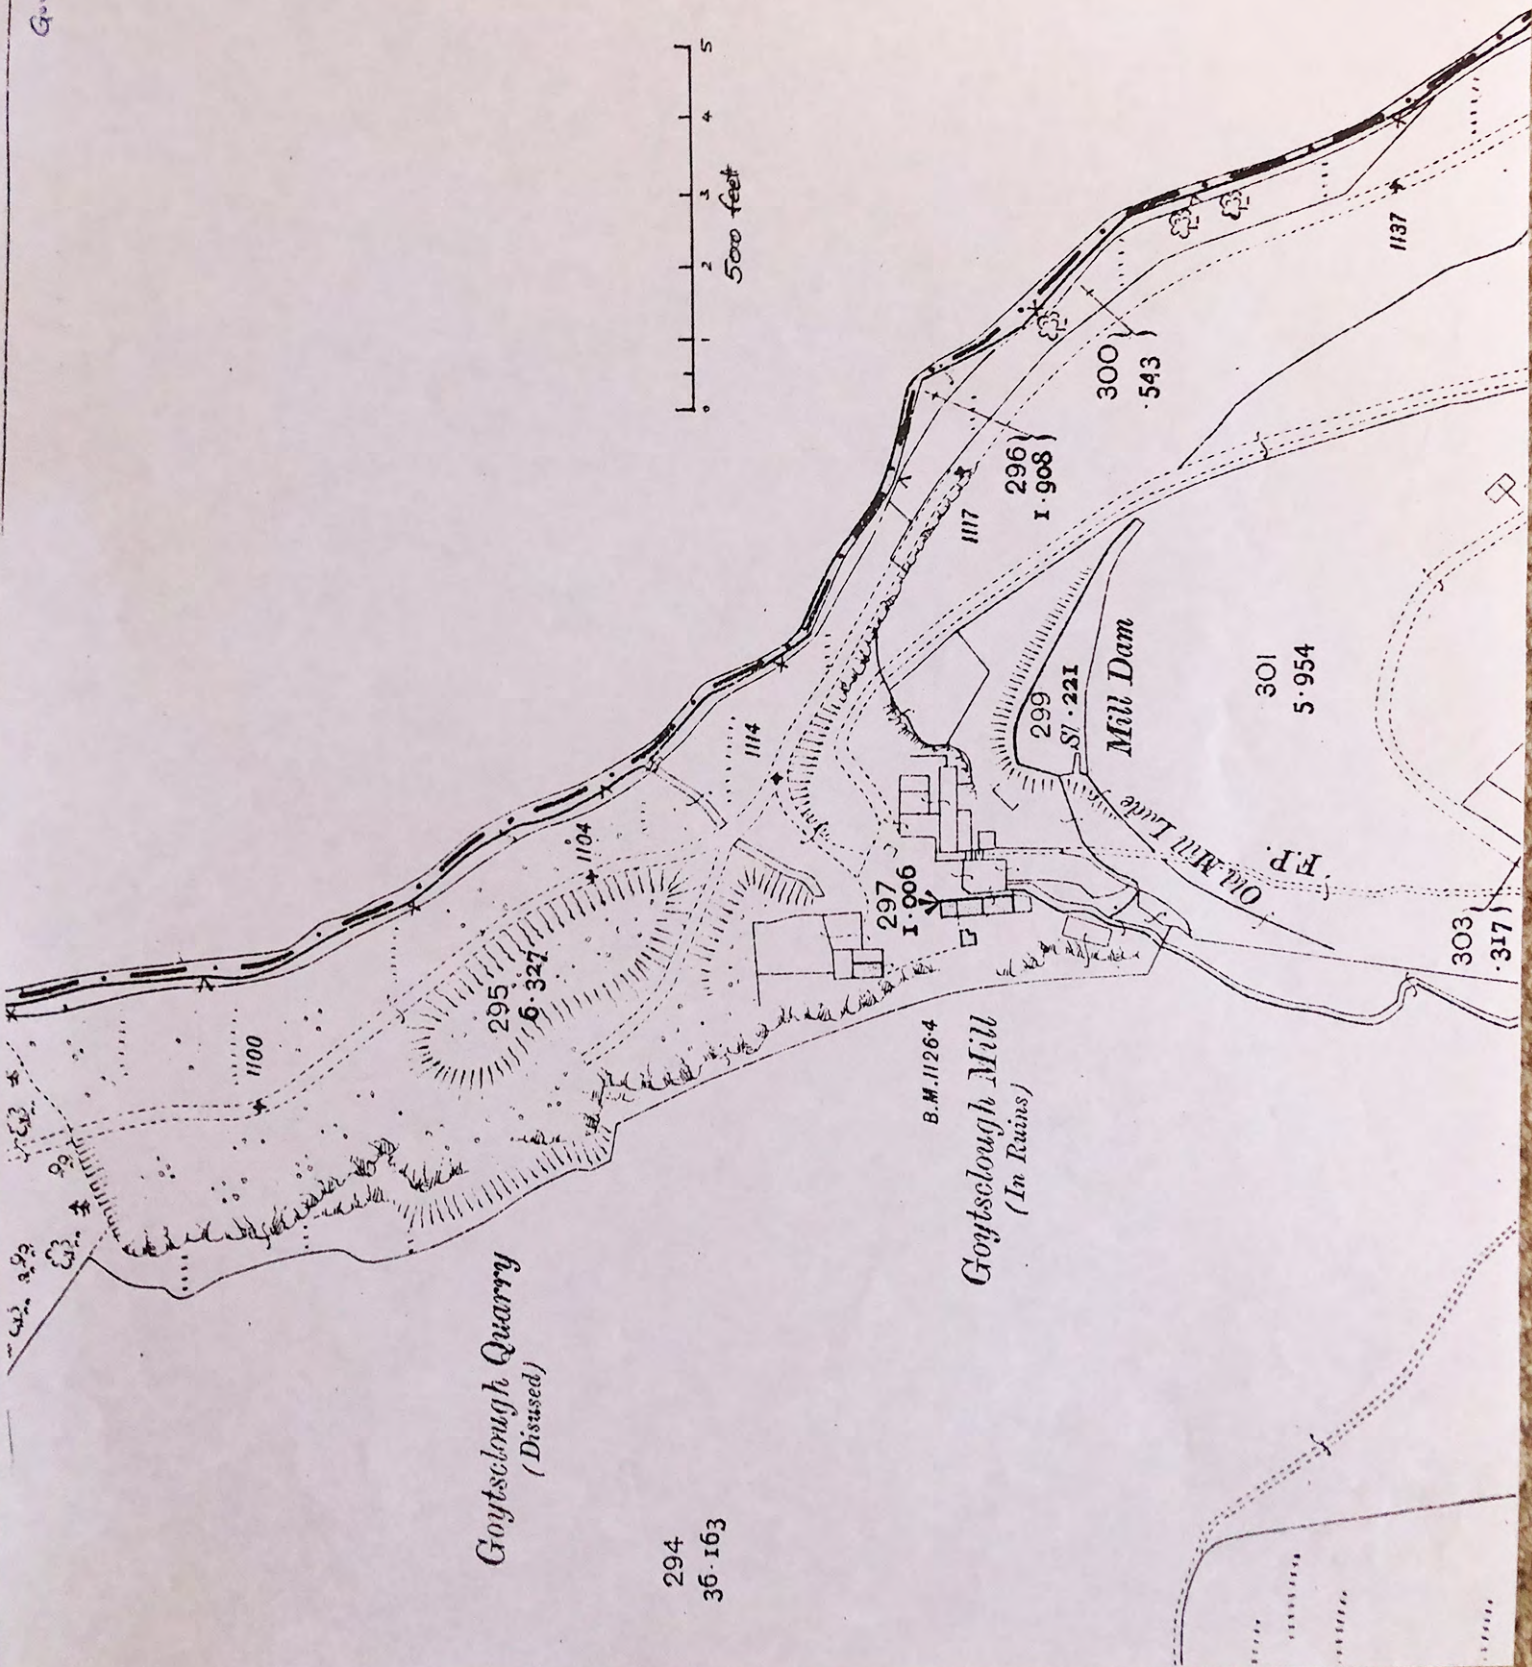 0 1 2 3 4 5
500 feet
1100
1104
1114
1117
1137
295
6·327
297
1·006
296
1·908
300
·543
299
Sl ·221
Mill Dam
Old Mill Lade
F.P.
301
5·954
303
·317
B.M.1126·4
Goytsclough Mill
(In Ruins)
Goytsclough Quarry
(Disused)
294
36·163